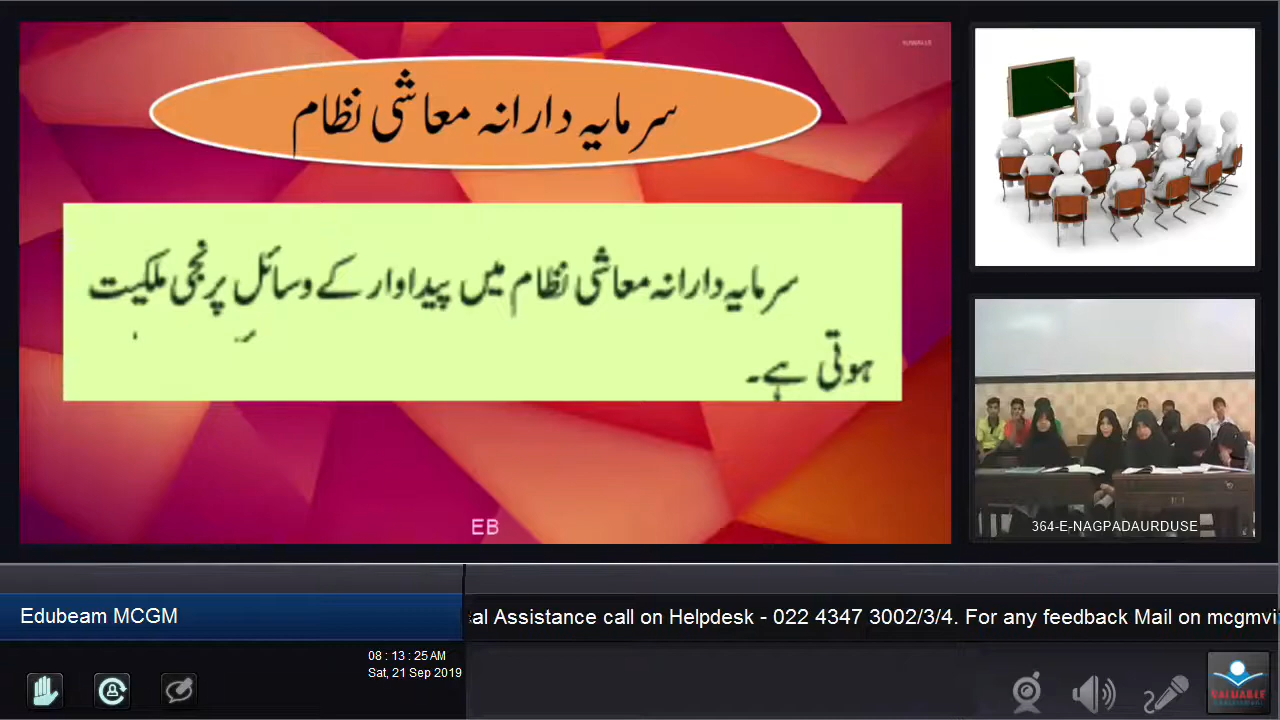 سرمایہ دارانہ معاشی نظام
سرمایہ دارانہ معاشی نظام میں پیداوار کے وسائل پر نجی ملکیت
ہوتی ہے۔
EB
364-E-NAGPADAURDUSE
Edubeam MCGM
al Assistance call on Helpdesk - 022 4347 3002/3/4. For any feedback Mail on mcgmvi
08 : 13 : 25 AM
Sat, 21 Sep 2019
VALUABLE